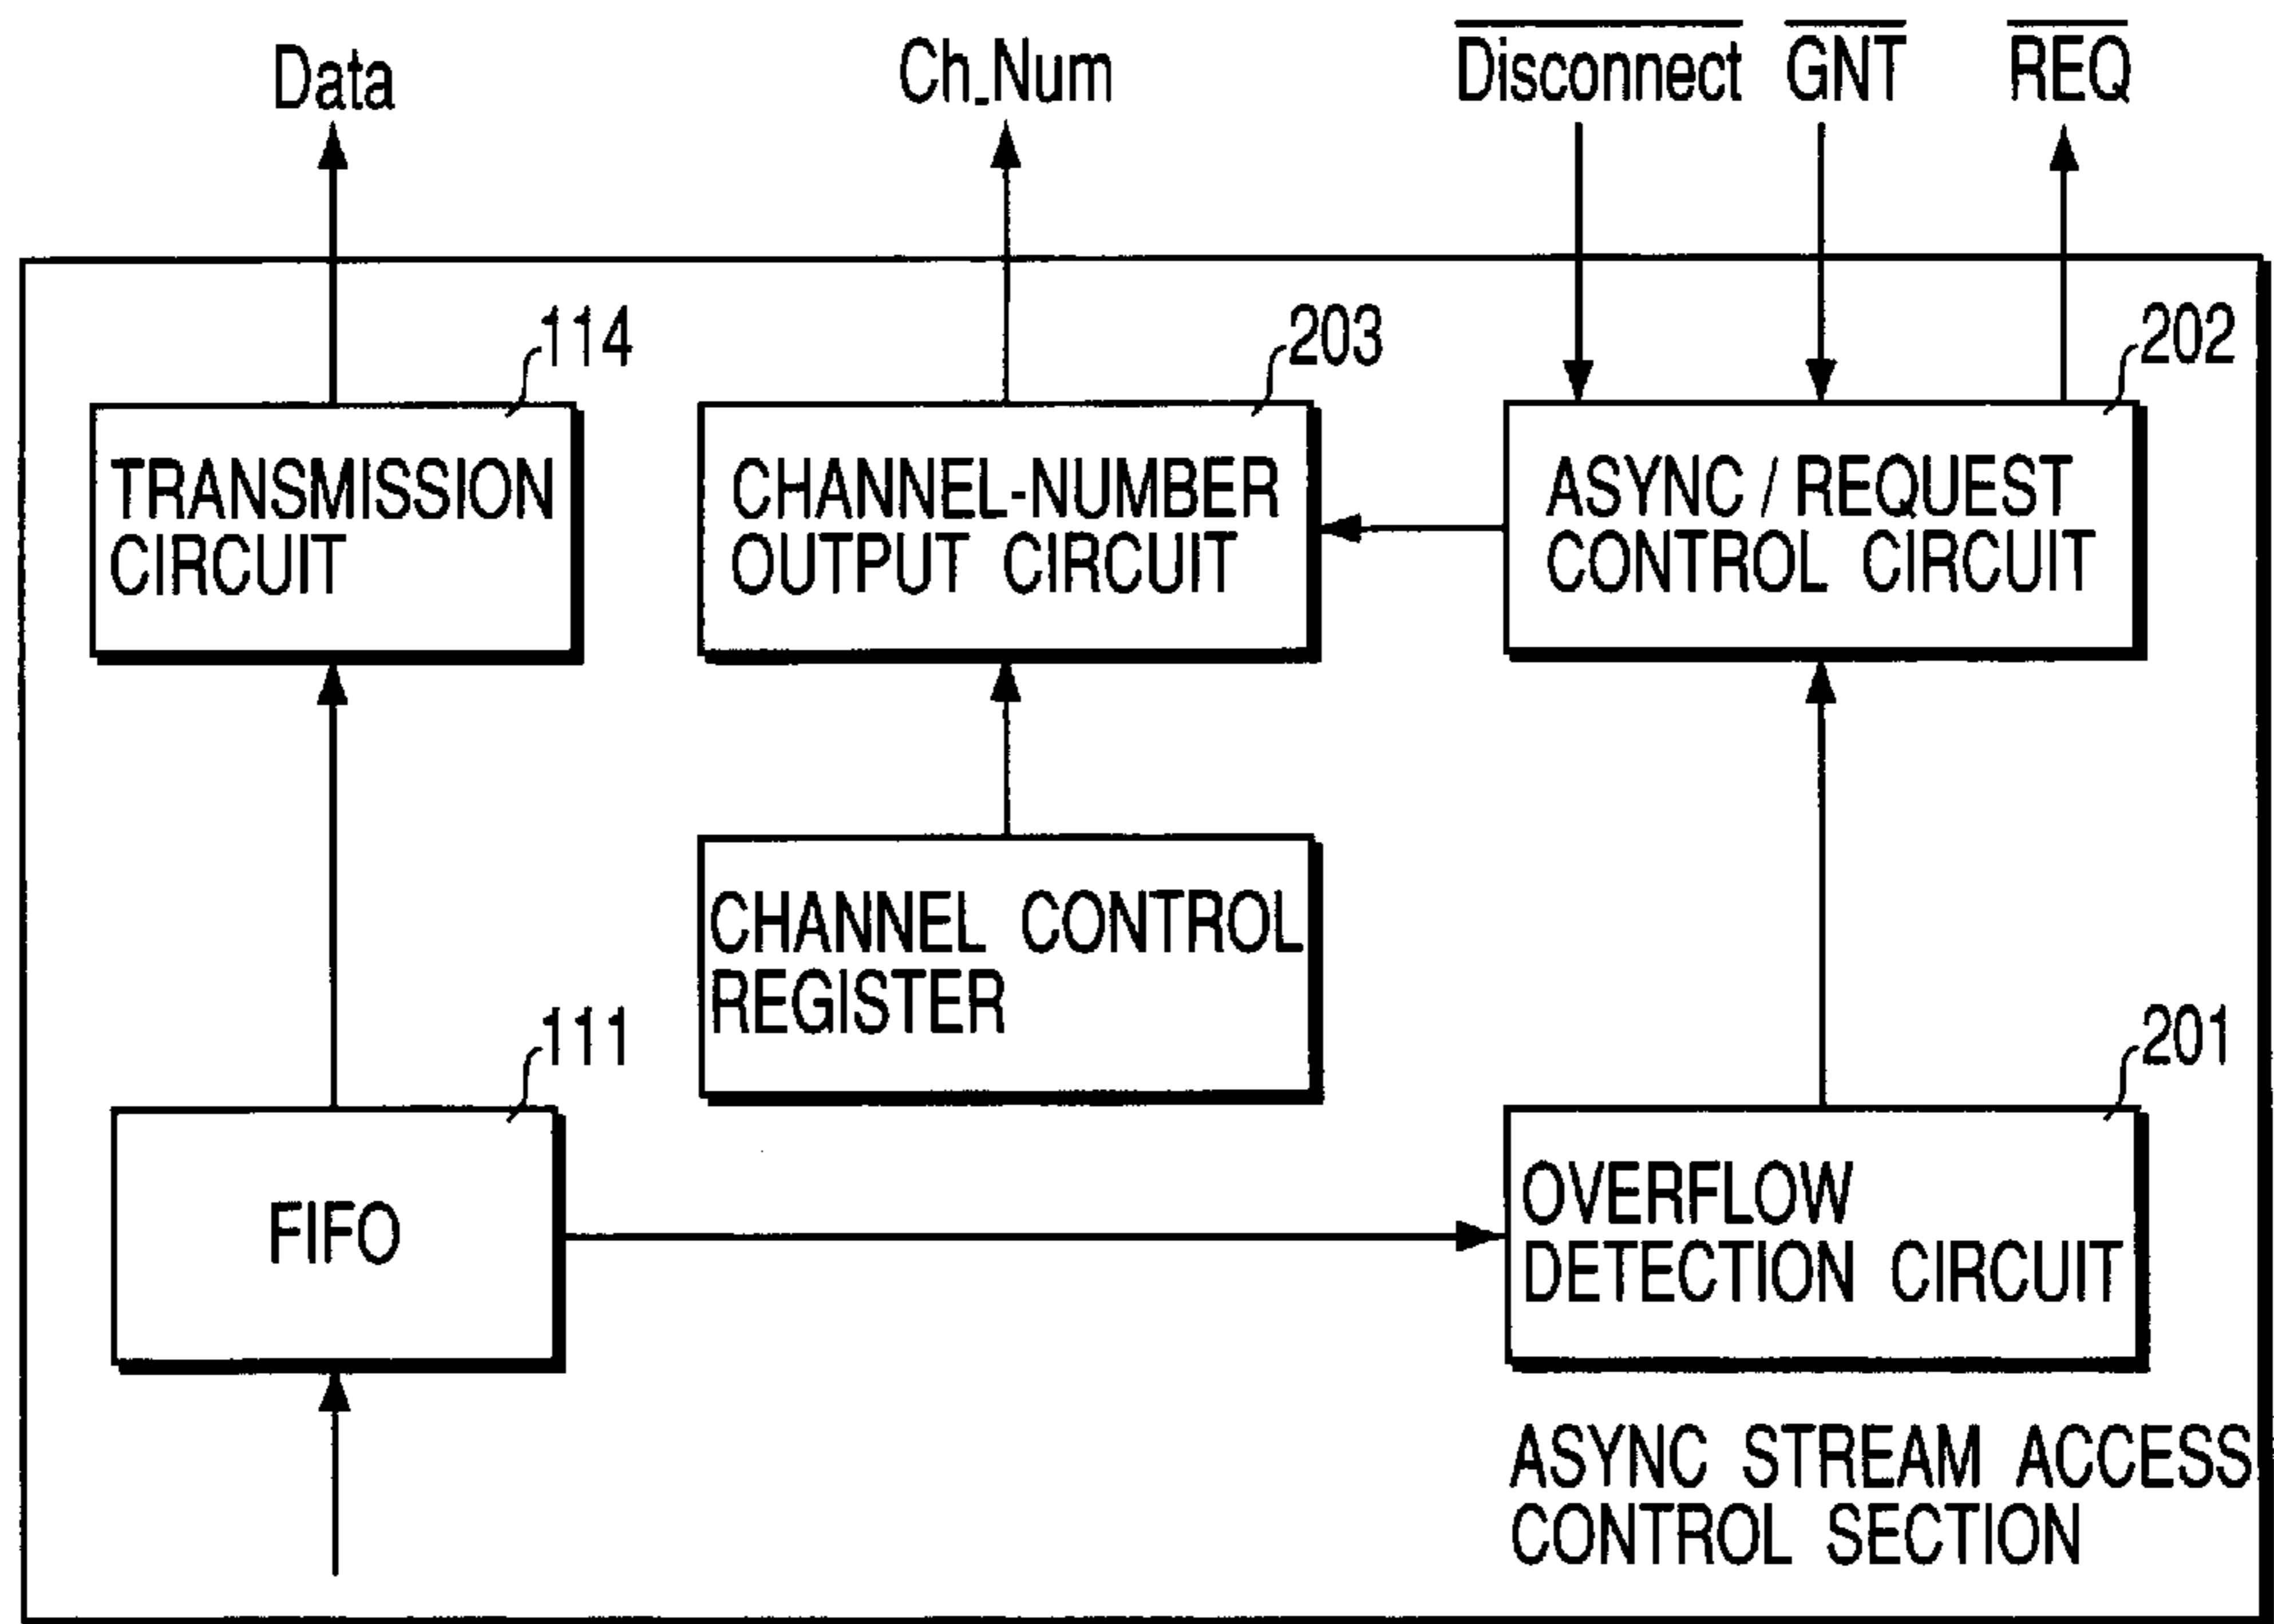 Data
Ch_Num
Disconnect
GNT
REQ
114
203
202
TRANSMISSION
CIRCUIT
CHANNEL-NUMBER
OUTPUT CIRCUIT
ASYNC / REQUEST
CONTROL CIRCUIT
CHANNEL CONTROL
REGISTER
111
201
FIFO
OVERFLOW
DETECTION CIRCUIT
ASYNC STREAM ACCESS
CONTROL SECTION